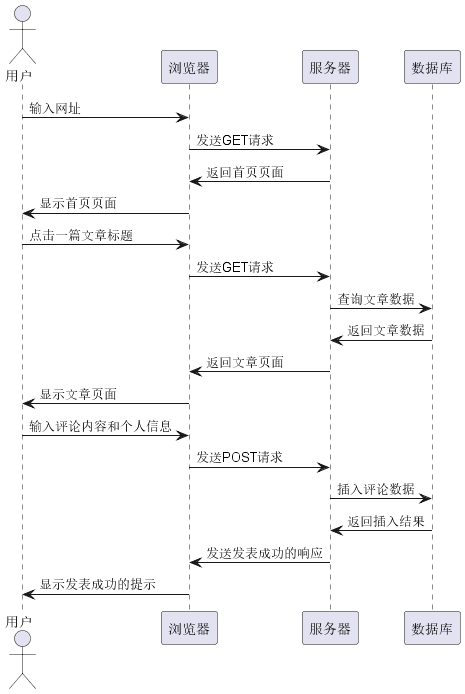 用户
浏览器
服务器
数据库
输入网址
发送GET请求
返回首页页面
显示首页页面
点击一篇文章标题
发送GET请求
查询文章数据
返回文章数据
返回文章页面
显示文章页面
输入评论内容和个人信息
发送POST请求
插入评论数据
返回插入结果
发送发表成功的响应
显示发表成功的提示
用户
浏览器
服务器
数据库